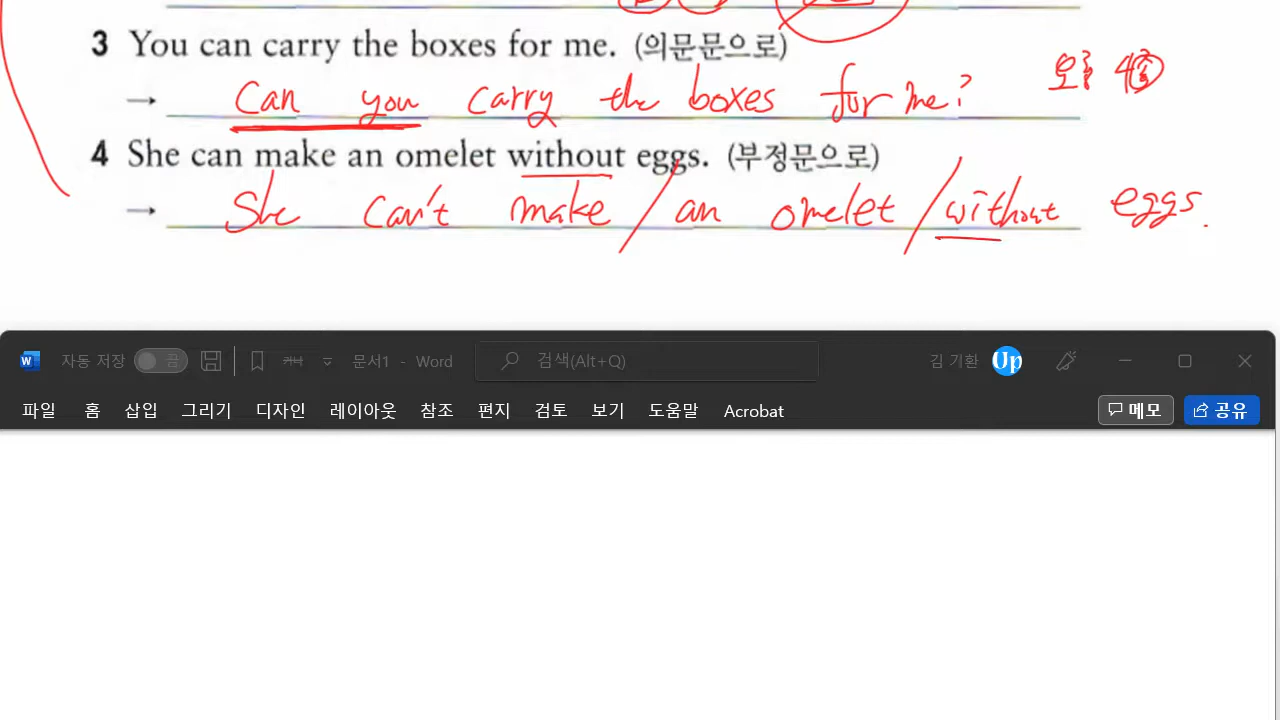 3 You can carry the boxes for me. (의문문으로)
→ Can you carry the boxes for me?
4 She can make an omelet without eggs. (부정문으로)
→ She can't make / an omelet / without eggs.
자동 저장 끔 문서1 - Word 검색(Alt+Q) 김 기환 Up
파일 홈 삽입 그리기 디자인 레이아웃 참조 편지 검토 보기 도움말 Acrobat 메모 공유